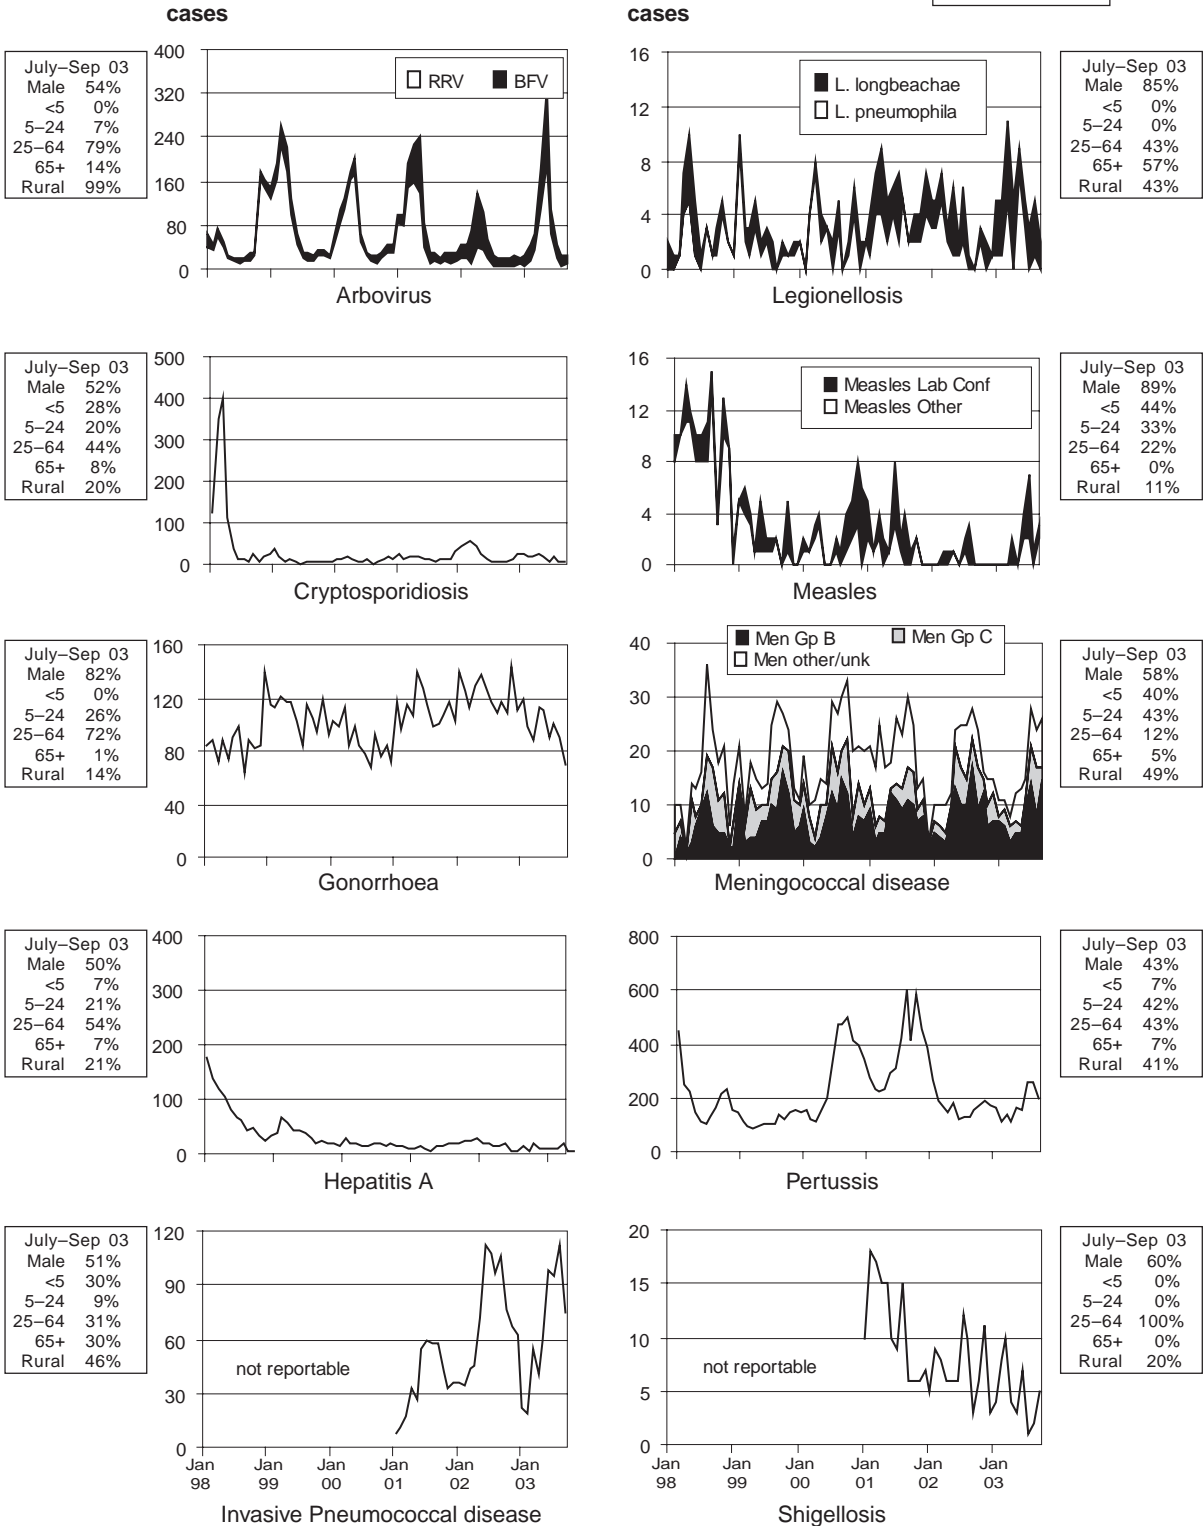 cases
cases
July–Sep 03
Male 54%
<5 0%
5–24 7%
25–64 79%
65+ 14%
Rural 99%
400
320
240
160
80
0
RRV BFV
Arbovirus
16
12
8
4
0
L. longbeachae
L. pneumophila
Legionellosis
July–Sep 03
Male 85%
<5 0%
5–24 0%
25–64 43%
65+ 57%
Rural 43%
July–Sep 03
Male 52%
<5 28%
5–24 20%
25–64 44%
65+ 8%
Rural 20%
500
400
300
200
100
0
Cryptosporidiosis
16
12
8
4
0
Measles Lab Conf
Measles Other
Measles
July–Sep 03
Male 89%
<5 44%
5–24 33%
25–64 22%
65+ 0%
Rural 11%
July–Sep 03
Male 82%
<5 0%
5–24 26%
25–64 72%
65+ 1%
Rural 14%
160
120
80
40
0
Gonorrhoea
40
30
20
10
0
Men Gp B Men Gp C
Men other/unk
Meningococcal disease
July–Sep 03
Male 58%
<5 40%
5–24 43%
25–64 12%
65+ 5%
Rural 49%
July–Sep 03
Male 50%
<5 7%
5–24 21%
25–64 54%
65+ 7%
Rural 21%
400
300
200
100
0
Hepatitis A
800
600
400
200
0
Pertussis
July–Sep 03
Male 43%
<5 7%
5–24 42%
25–64 43%
65+ 7%
Rural 41%
July–Sep 03
Male 51%
<5 30%
5–24 9%
25–64 31%
65+ 30%
Rural 46%
120
90
60
30
0
not reportable
Jan Jan Jan Jan Jan Jan
98 99 00 01 02 03
Invasive Pneumococcal disease
20
15
10
5
0
not reportable
Jan Jan Jan Jan Jan Jan
98 99 00 01 02 03
Shigellosis
July–Sep 03
Male 60%
<5 0%
5–24 0%
25–64 100%
65+ 0%
Rural 20%